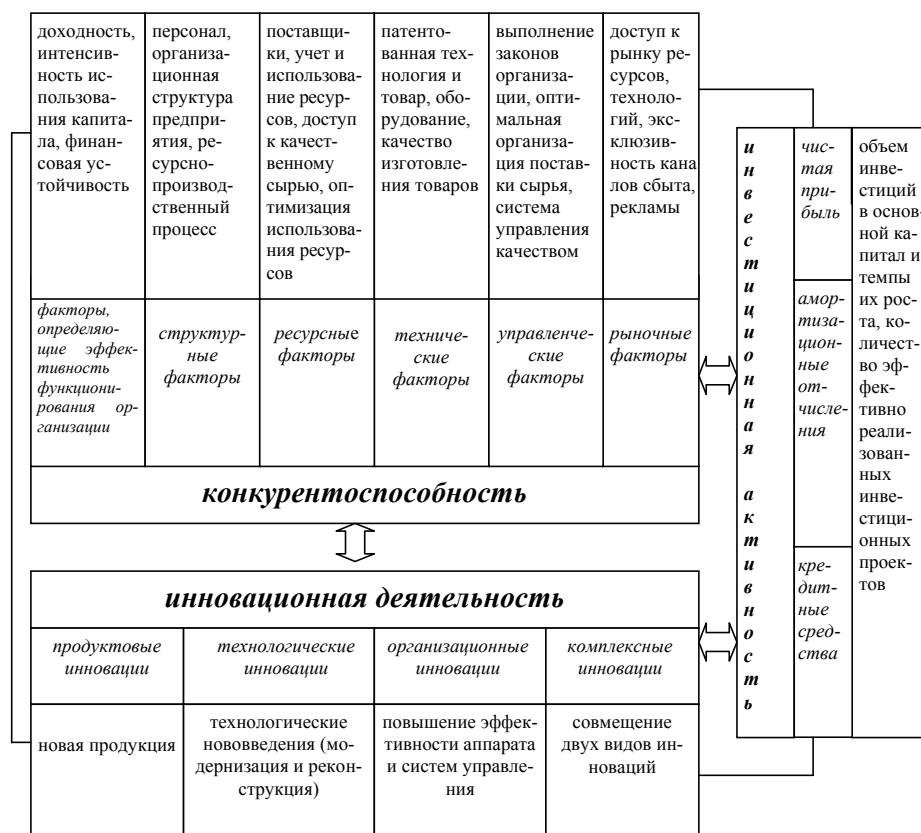 доходность,
интенсив-
ность ис-
пользова-
ния капита-
ла, финан-
совая ус-
тойчивость
персонал,
организа-
ционная
структура
предпри-
ятия, ре-
сурсно-
производ-
ственный
процесс
поставщи-
ки, учет и
использова-
ние ресур-
сов, доступ
к качест-
венному
сырью, оп-
тимизация
использова-
ния ресур-
сов
патенто-
ванная тех-
нология и
товар, обо-
рудование,
качество
изготовле-
ния товаров
выполнение
законов
организа-
ции, опти-
мальная
организа-
ция постав-
ки сырья,
система
управления
качеством
доступ к
рынку ре-
сурсов,
техноло-
гий, экс-
клюзив-
ность кана-
лов сбыта,
рекламы
факторы,
определяю-
щие эффек-
тивность
функциони-
рования ор-
ганизации
структур-
ные
факторы
ресурсные
факторы
техниче-
ские
факторы
управленче-
ские
факторы
рыночные
факторы
конкурентоспособность
инновационная деятельность
продуктовые
инновации
технологические
инновации
организационные
инновации
комплексные
инновации
новая продукция
технологические
нововведения (мо-
дернизация и рекон-
струкция)
повышение эффек-
тивности аппарата
и систем управле-
ния
совмещение
двух видов ин-
новаций
инвестиционная активность
чис-
тая
при-
быль
амор-
тиза-
цион-
ные
от-
числе-
ния
кре-
дит-
ные
сред-
ства
объем
инве-
стиций
в основ-
ной ка-
питал и
темпы
их рос-
та, ко-
личест-
во эф-
фек-
тивно
реали-
зован-
ных
инве-
стици-
онных
проек-
тов